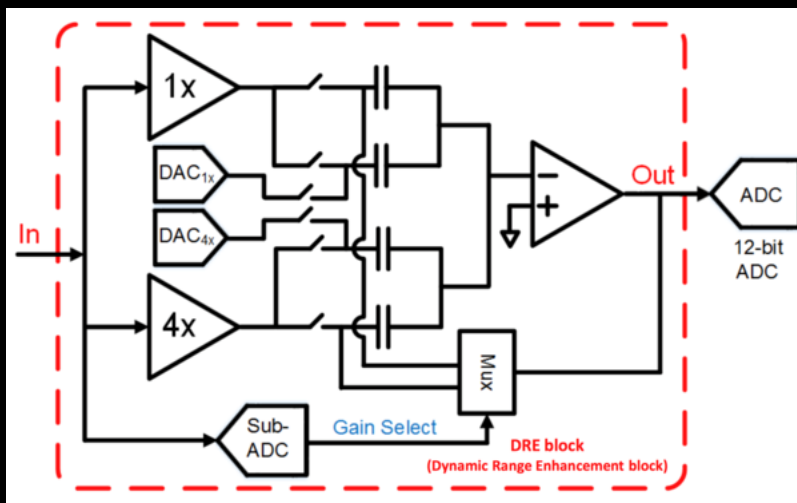 1x
DAC1x
DAC4x
In
4x
Sub-
ADC
Gain Select
Mux
−
+
Out
ADC
12-bit
ADC
DRE block
(Dynamic Range Enhancement block)